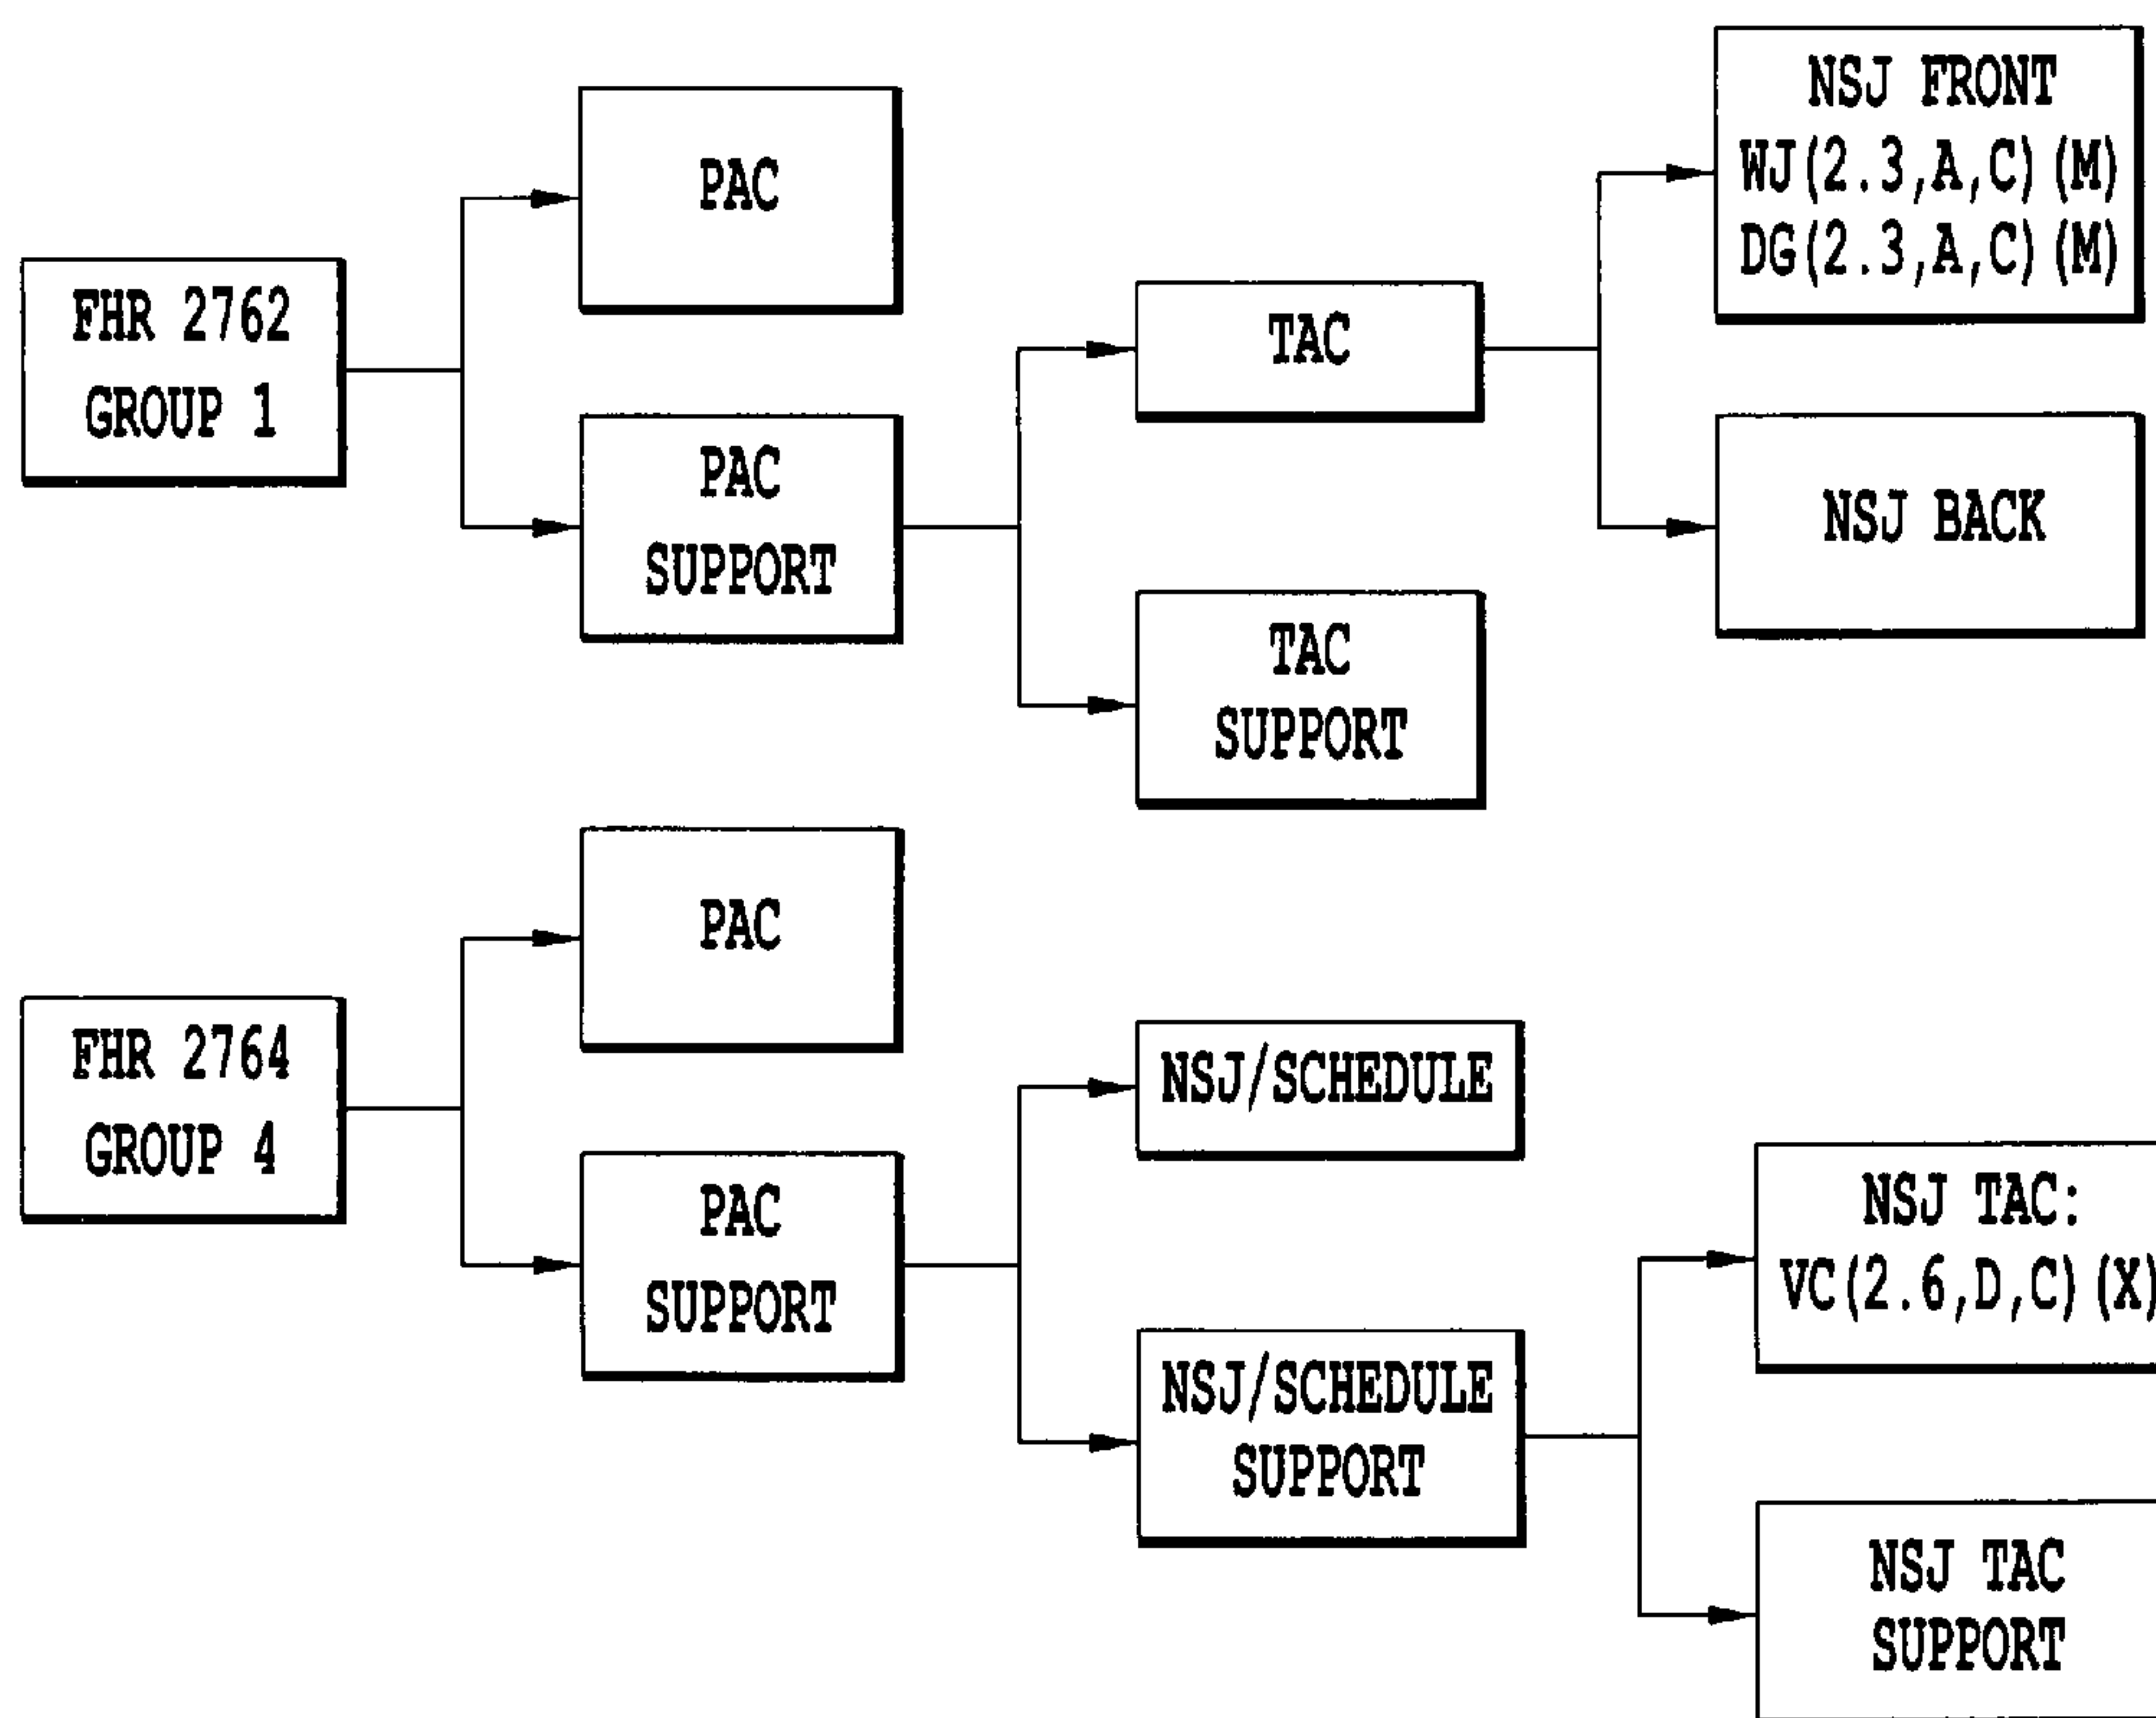 FHR 2762
GROUP 1
PAC
PAC
SUPPORT
TAC
TAC
SUPPORT
NSJ FRONT
WJ(2.3,A,C)(M)
DG(2.3,A,C)(M)
NSJ BACK
FHR 2764
GROUP 4
PAC
PAC
SUPPORT
NSJ/SCHEDULE
NSJ/SCHEDULE
SUPPORT
NSJ TAC:
VC(2.6,D,C)(X)
NSJ TAC
SUPPORT